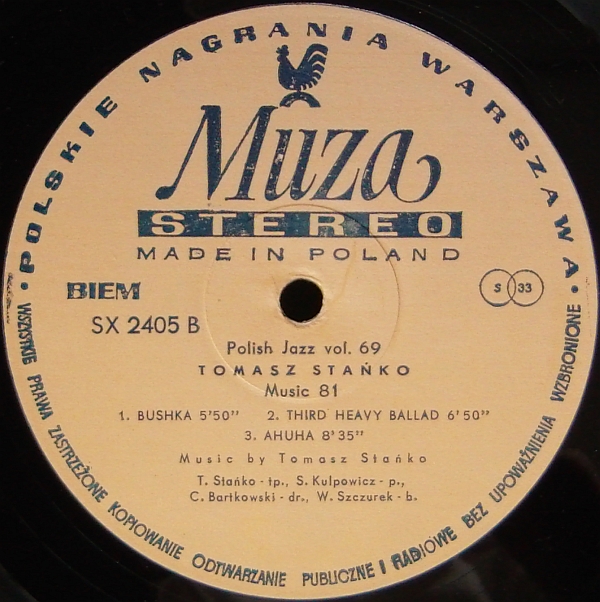 • POLSKIE NAGRANIA WARSZAWA •
Muza
STEREO
MADE IN POLAND
BIEM
S 33
SX 2405 B
Polish Jazz vol. 69
TOMASZ STAŃKO
Music 81
1. BUSHKA 5'50" 2. THIRD HEAVY BALLAD 6'50"
3. AHUHA 8'35"
Music by Tomasz Stańko
T. Stańko - tp., S. Kulpowicz - p.,
C. Bartkowski - dr., W. Szczurek - b.
WSZYSTKIE PRAWA ZASTRZEŻONE KOPIOWANIE ODTWARZANIE PUBLICZNE I RADIOWE BEZ UPOWAŻNIENIA WZBRONIONE